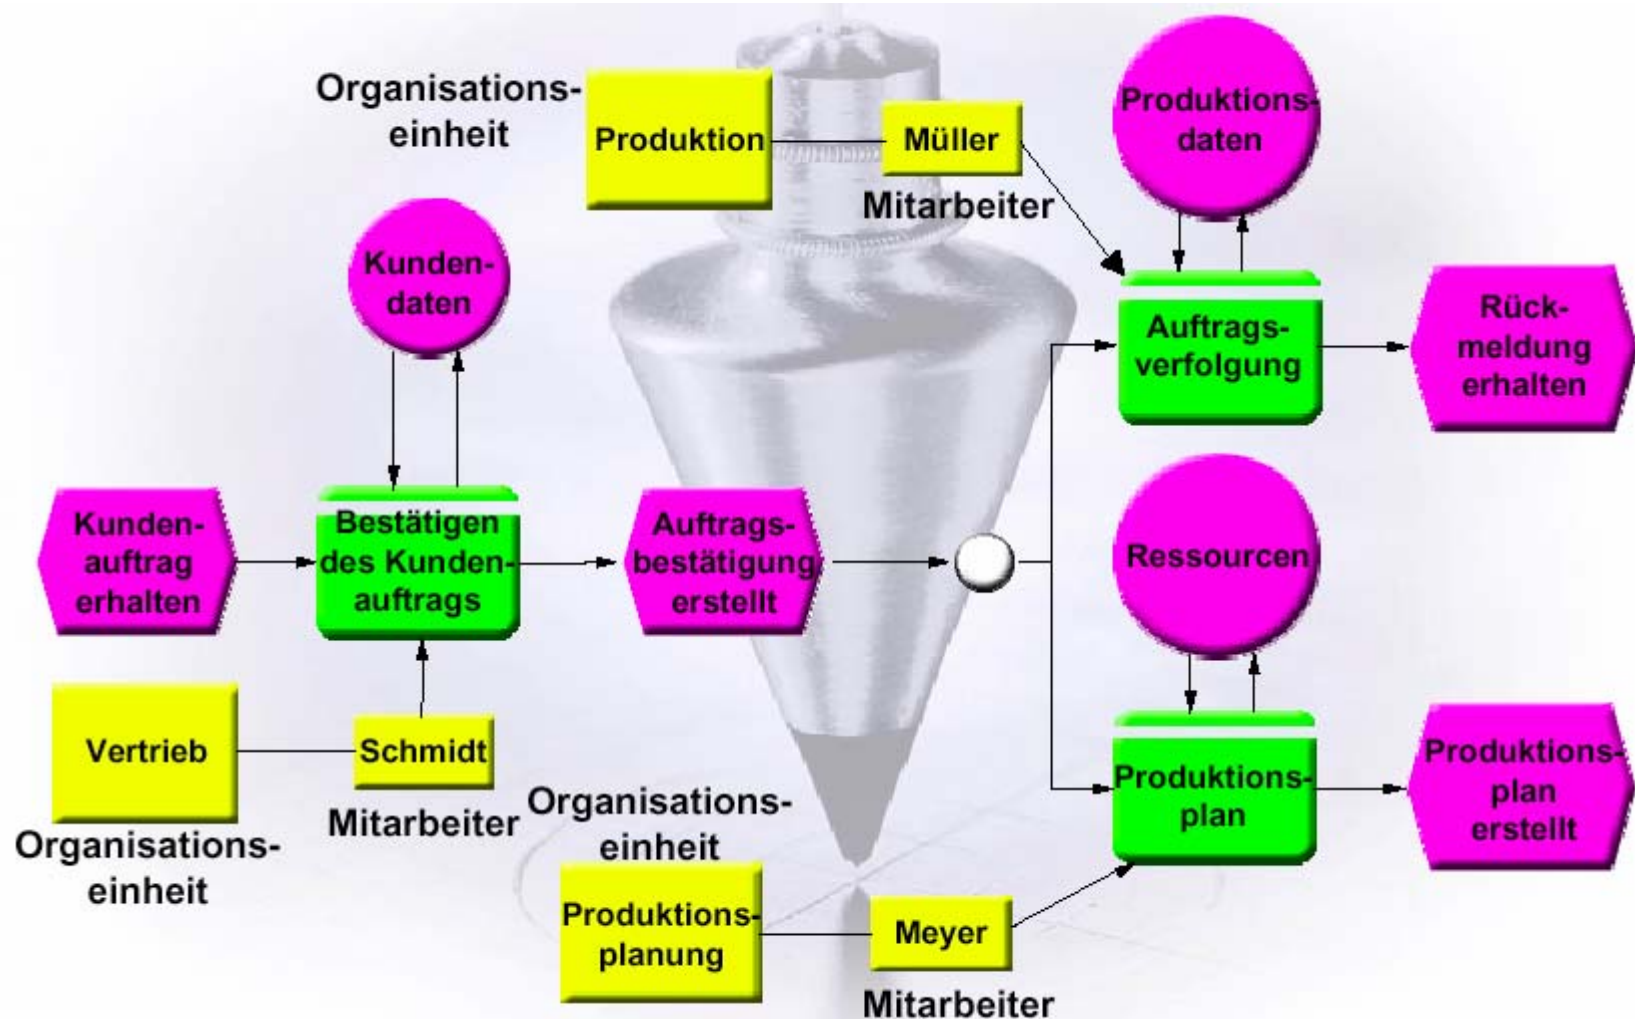 Organisations-
einheit
Produktion
Müller
Mitarbeiter
Produktions-
daten
Kunden-
daten
Auftrags-
verfolgung
Rück-
meldung
erhalten
Kunden-
auftrag
erhalten
Bestätigen
des Kunden-
auftrags
Auftrags-
bestätigung
erstellt
Ressourcen
Vertrieb
Organisations-
einheit
Schmidt
Mitarbeiter
Produktions-
plan
Produktions-
plan
erstellt
Organisations-
einheit
Produktions-
planung
Meyer
Mitarbeiter